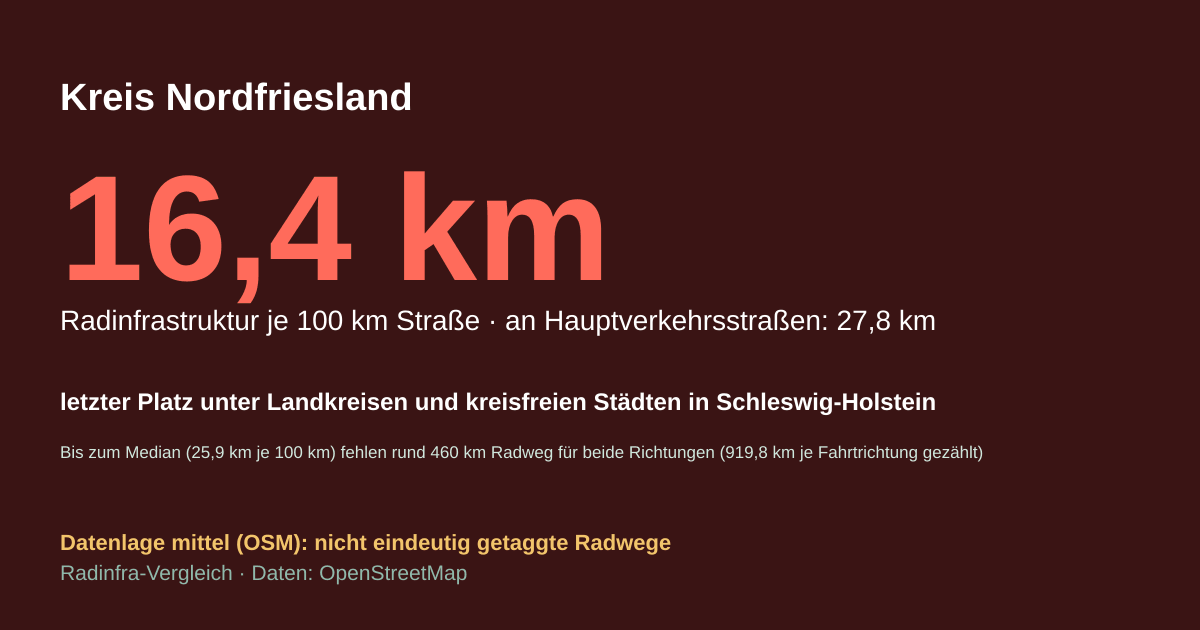 Kreis Nordfriesland
16,4 km
Radinfrastruktur je 100 km Straße · an Hauptverkehrsstraßen: 27,8 km
letzter Platz unter Landkreisen und kreisfreien Städten in Schleswig-Holstein
Bis zum Median (25,9 km je 100 km) fehlen rund 460 km Radweg für beide Richtungen (919,8 km je Fahrtrichtung gezählt)
Datenlage mittel (OSM): nicht eindeutig getaggte Radwege
Radinfra-Vergleich · Daten: OpenStreetMap